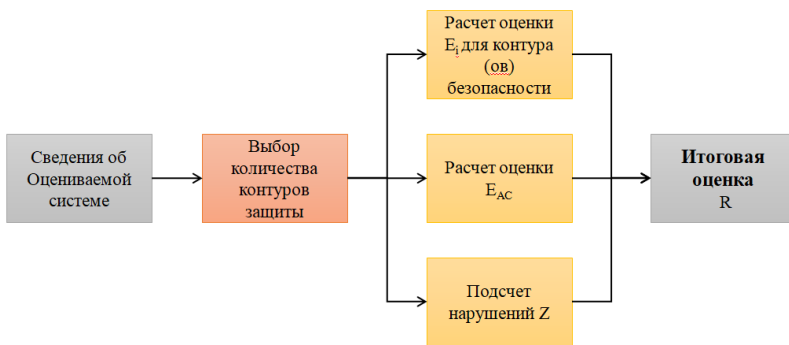 Сведения об
Оцениваемой
системе
Выбор
количества
контуров
защиты
Расчет оценки
Eᵢ для контура
(ов)
безопасности
Расчет оценки
E_AC
Подсчет
нарушений Z
Итоговая
оценка
R